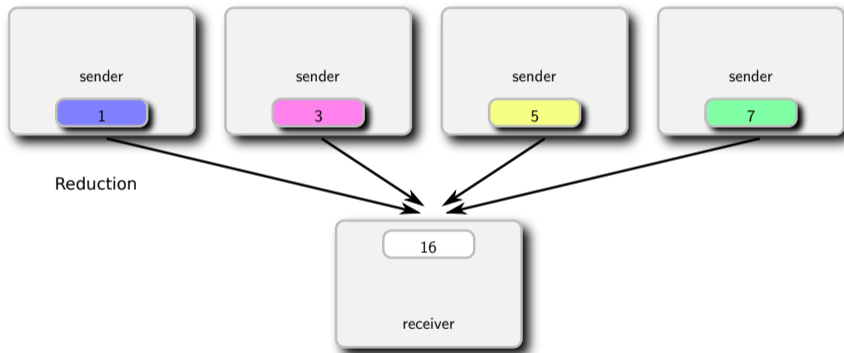 sender
sender
sender
sender
1
3
5
7
Reduction
16
receiver